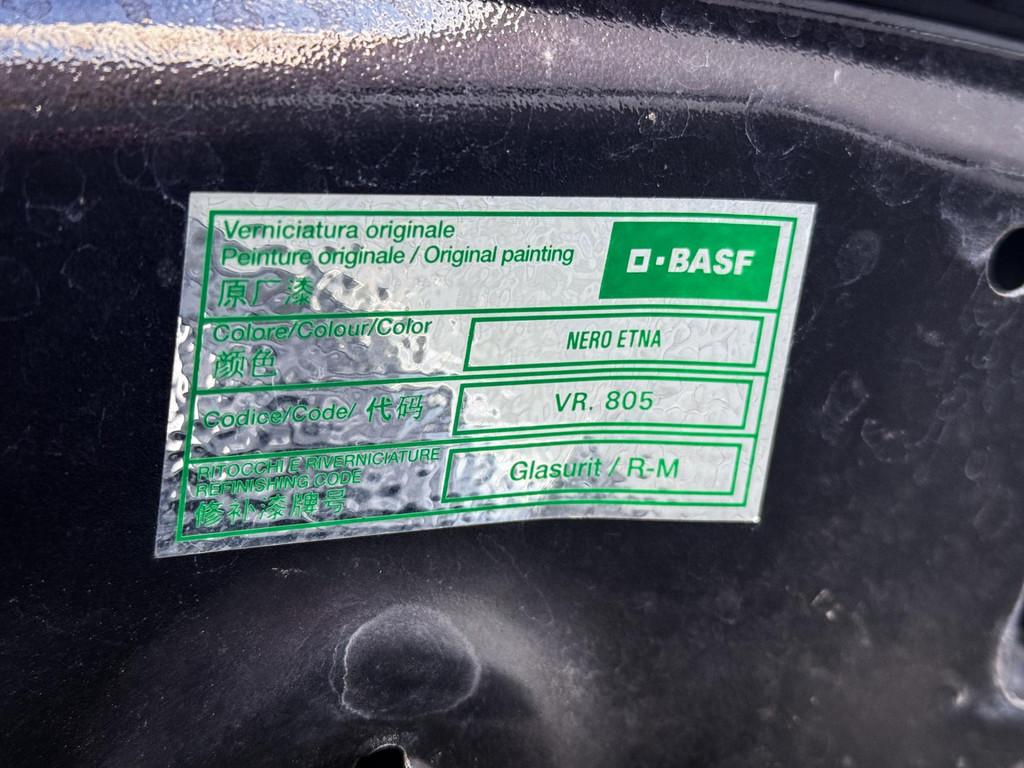 Verniciatura originale
Peinture originale / Original painting
原厂漆
BASF
Colore/Colour/Color
颜色
NERO ETNA
Codice/Code/ 代码
VR. 805
RITOCCHI E RIVERNICIATURE
REFINISHING CODE
修补漆牌号
Glasurit / R-M